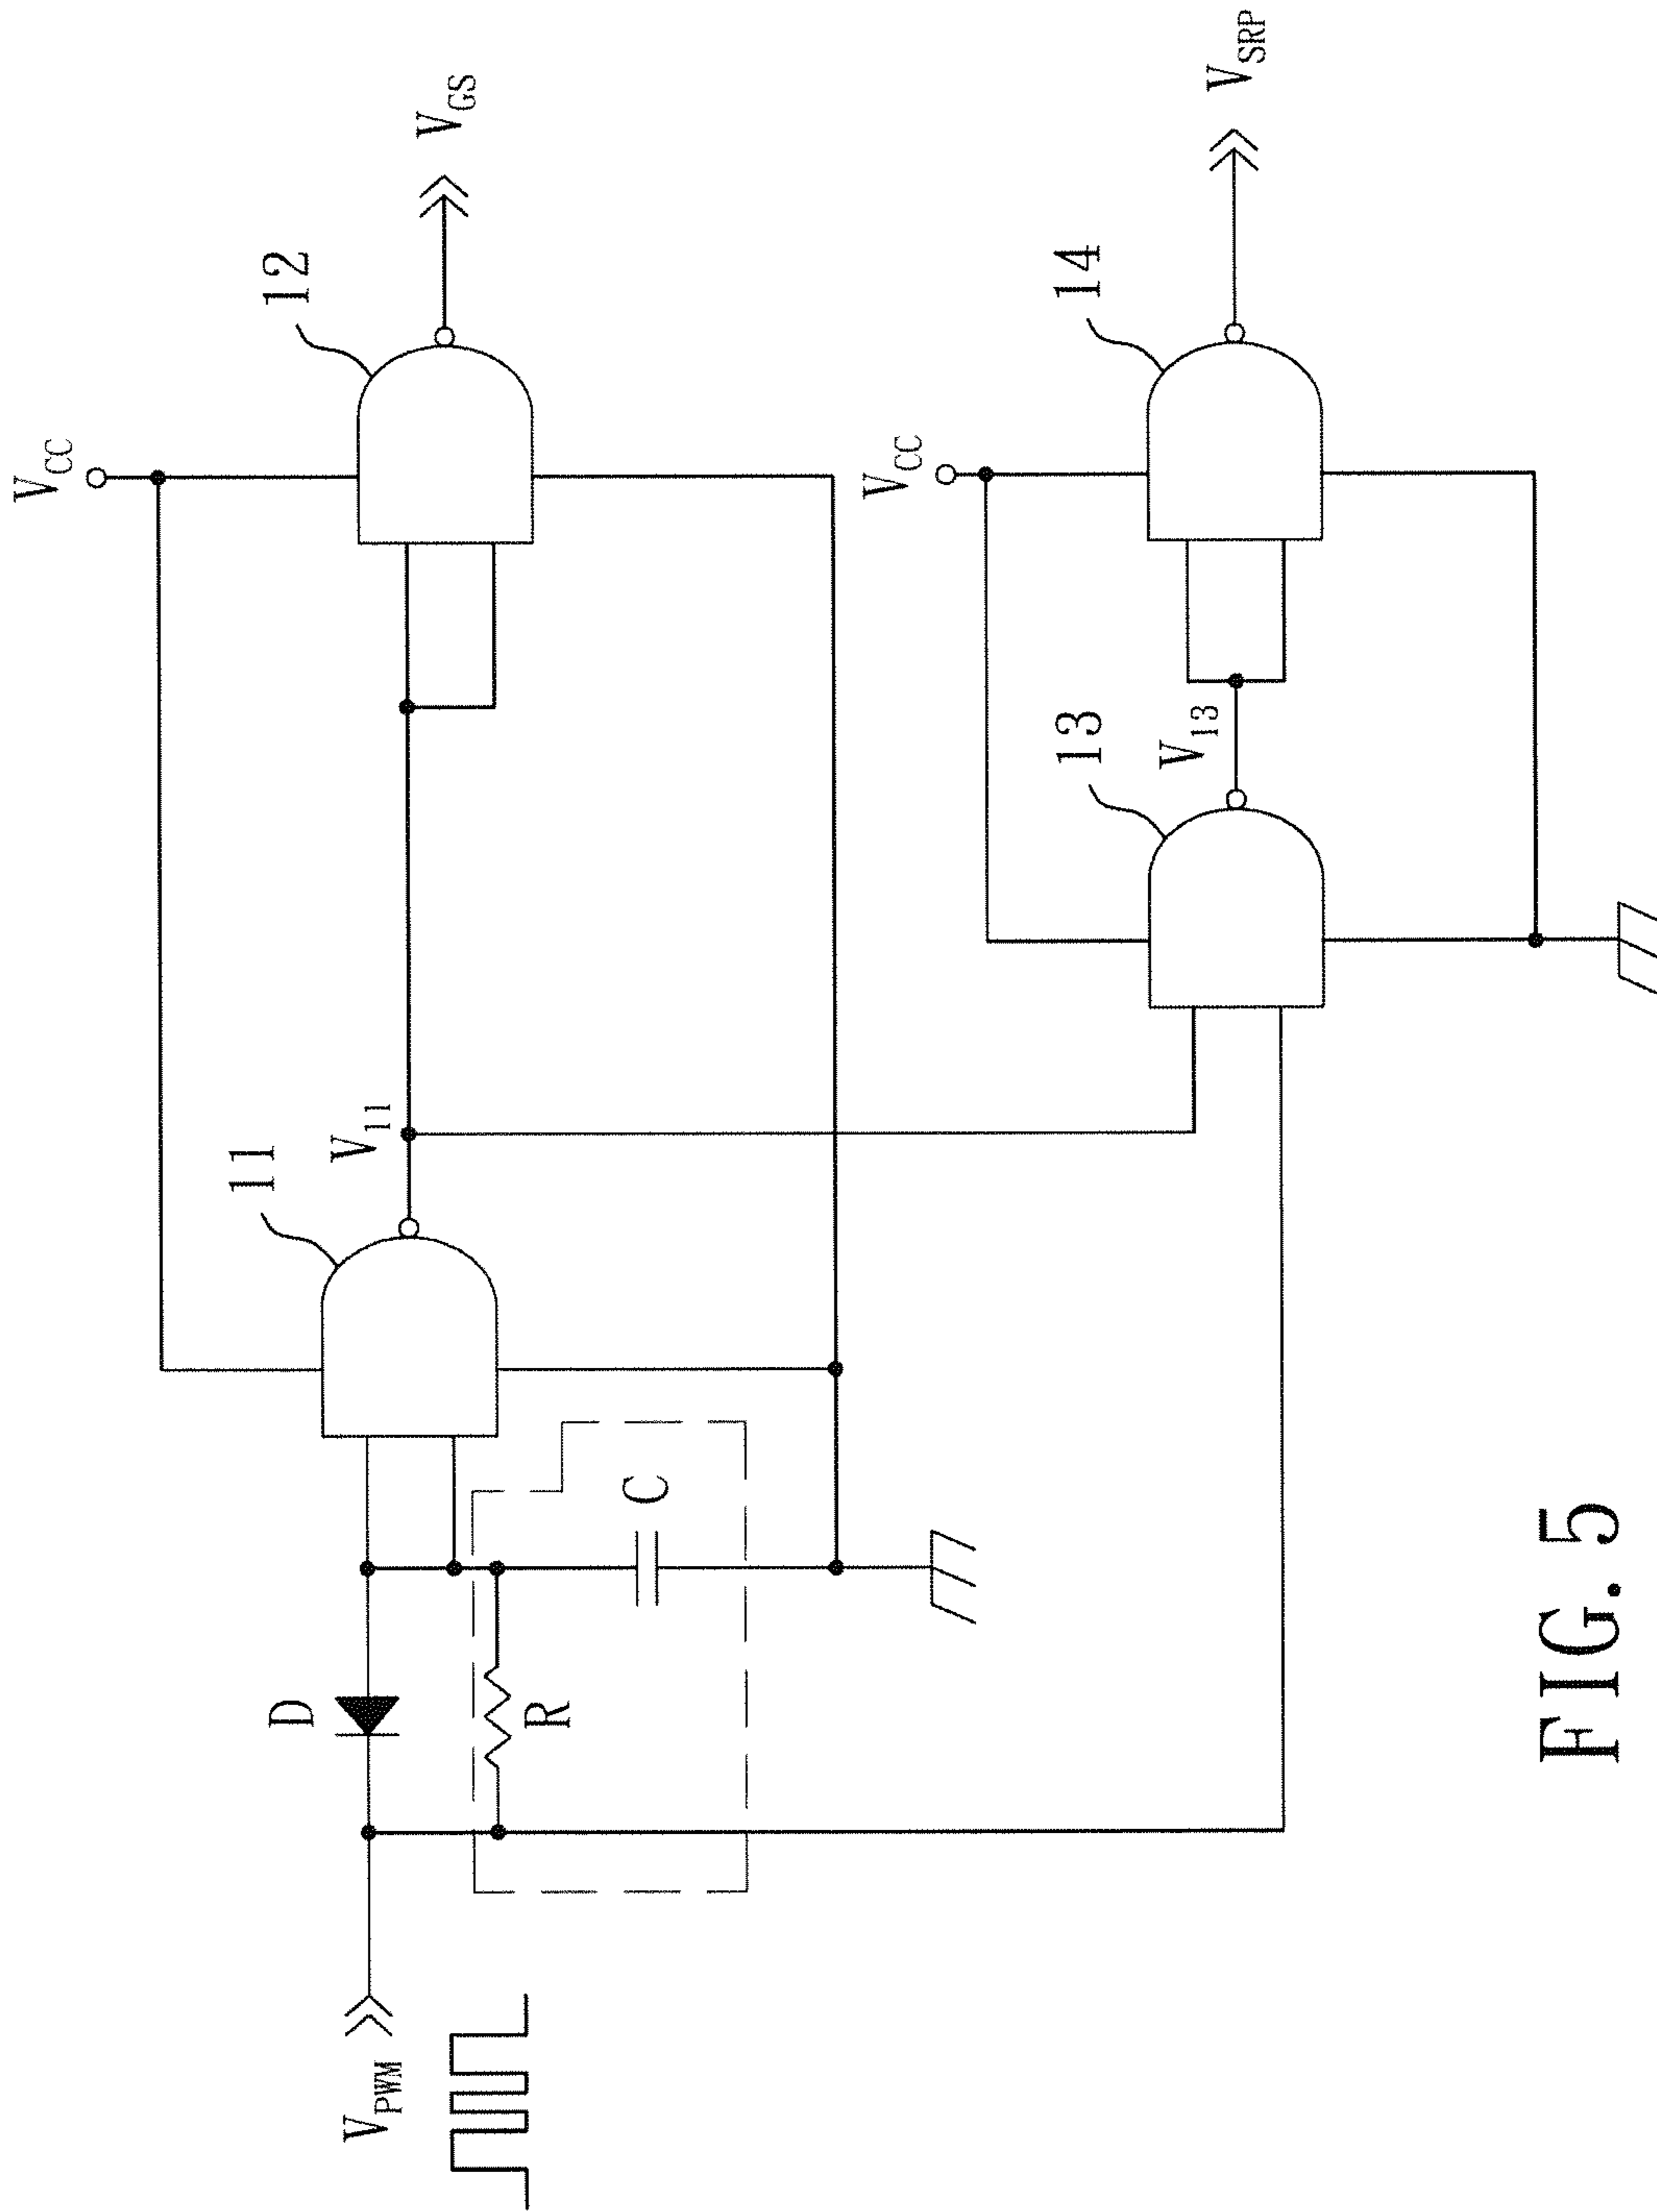 V_CC
12
V_GS
11
V_11
D
V_PWM
R
C
V_CC
14
V_SRP
13
V_13
FIG. 5